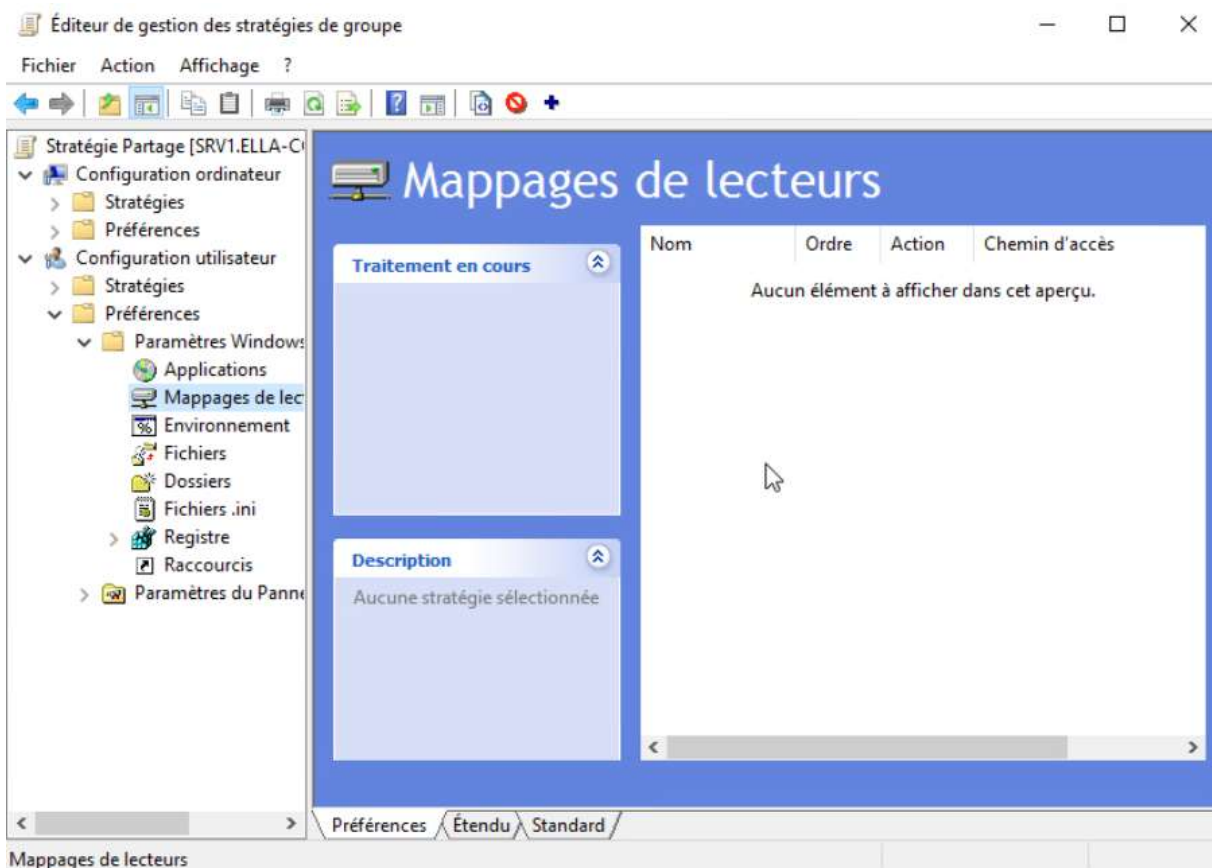 Éditeur de gestion des stratégies de groupe
Fichier Action Affichage ?
Stratégie Partage [SRV1.ELLA-C
Configuration ordinateur
Stratégies
Préférences
Configuration utilisateur
Stratégies
Préférences
Paramètres Windows
Applications
Mappages de lec
Environnement
Fichiers
Dossiers
Fichiers .ini
Registre
Raccourcis
Paramètres du Panne
Mappages de lecteurs
Traitement en cours
Description
Aucune stratégie sélectionnée
Nom Ordre Action Chemin d'accès
Aucun élément à afficher dans cet aperçu.
Préférences Étendu Standard
Mappages de lecteurs